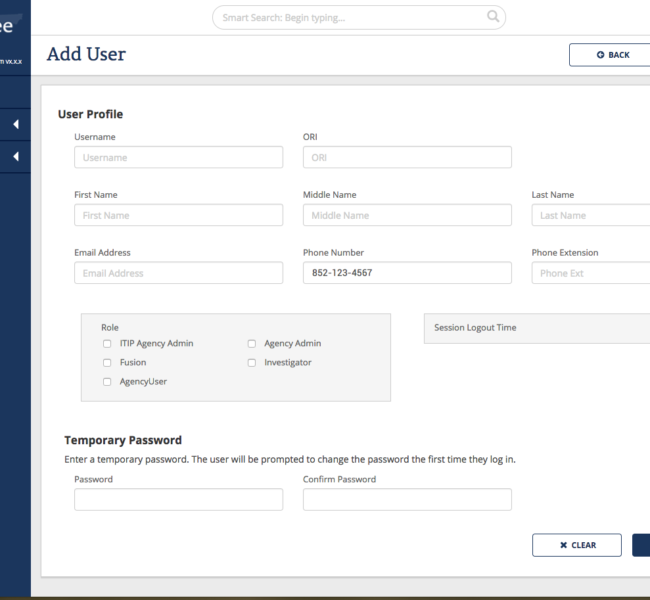 ee
Smart Search: Begin typing...
m vx.x.x
Add User
BACK
User Profile
Username ORI
Username ORI
First Name Middle Name Last Name
First Name Middle Name Last Name
Email Address Phone Number Phone Extension
Email Address 852-123-4567 Phone Ext
Role Session Logout Time
ITIP Agency Admin Agency Admin
Fusion Investigator
AgencyUser
Temporary Password
Enter a temporary password. The user will be prompted to change the password the first time they log in.
Password Confirm Password
CLEAR